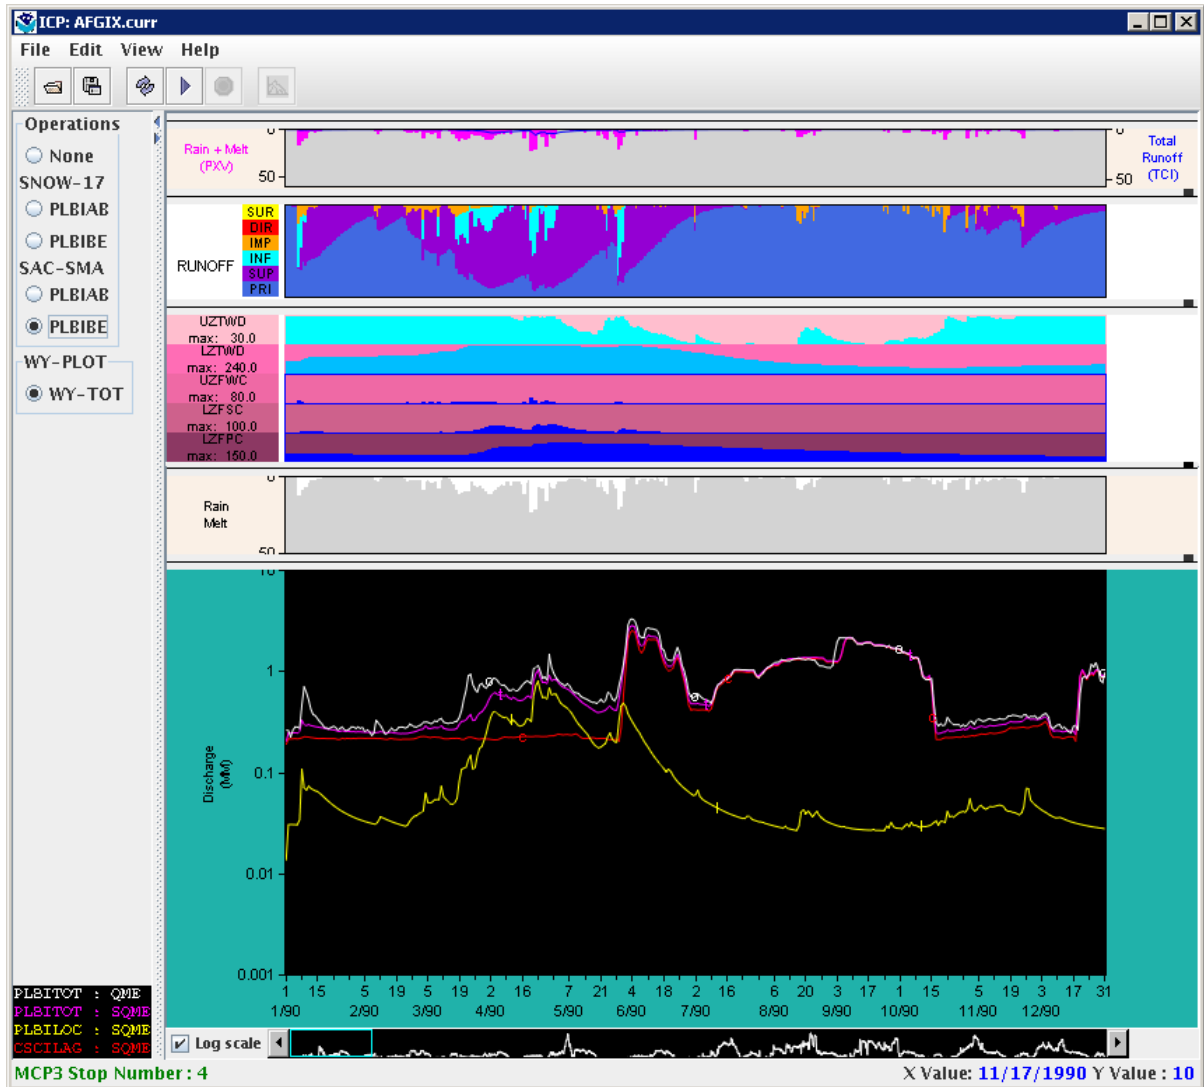 ICP: AFGIX.curr
File Edit View Help
Operations
None
SNOW-17
PLBIAB
PLBIBE
SAC-SMA
PLBIAB
PLBIBE
WY-PLOT
WY-TOT
0
Rain + Melt
(PXV)
50
0
Total
Runoff
(TCI)
50
RUNOFF
SUR
DIR
IMP
INF
SUP
PRI
UZTWD
max: 30.0
LZTWD
max: 240.0
UZFWC
max: 80.0
LZFSC
max: 100.0
LZFPC
max: 150.0
0
Rain
Melt
50
10
1
0.1
0.01
0.001
Discharge
(MM)
1 15 5 19 5 19 2 16 7 21 4 18 2 16 6 20 3 17 1 15 5 19 3 17 31
1/90 2/90 3/90 4/90 5/90 6/90 7/90 8/90 9/90 10/90 11/90 12/90
PLBITOT : QME
PLBITOT : SQME
PLBILOC : SQME
CSCILAG : SQME
Log scale
MCP3 Stop Number : 4
X Value: 11/17/1990 Y Value : 10